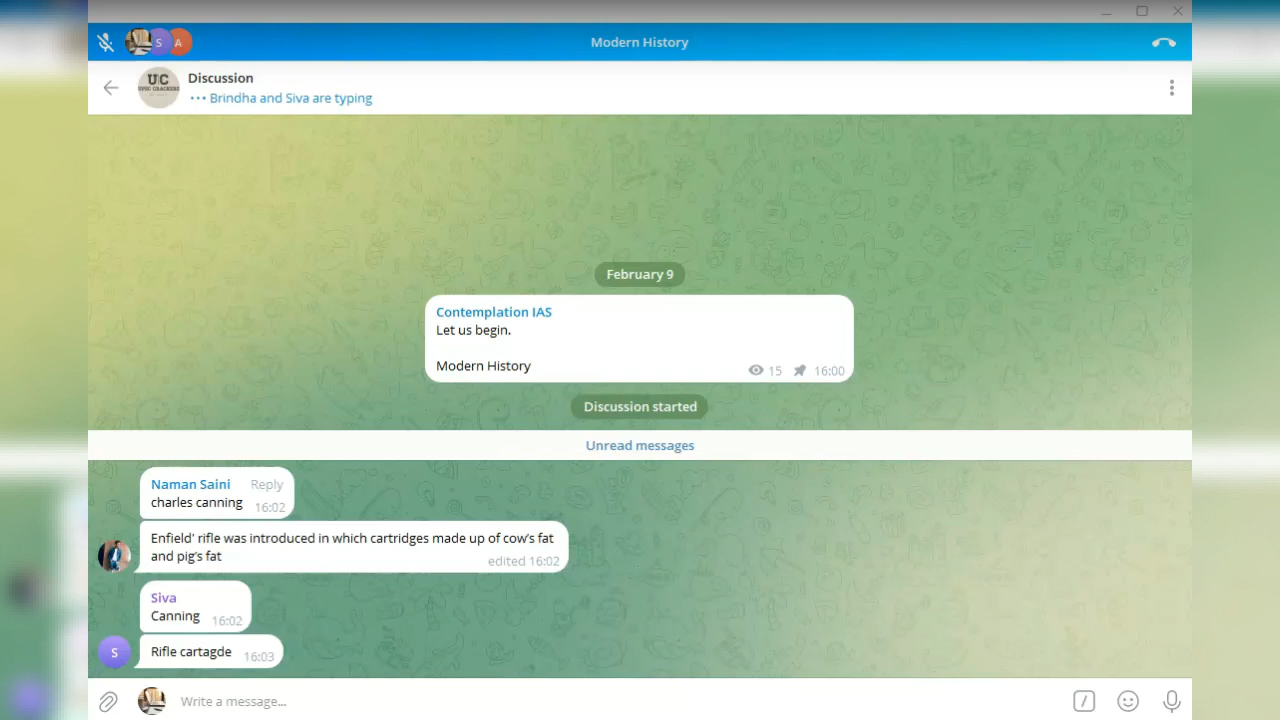 S
A
Modern History
UC
UPSC CRACKERS
Discussion
Brindha and Siva are typing
February 9
Contemplation IAS
Let us begin.
Modern History
15
16:00
Discussion started
Unread messages
Naman Saini Reply
charles canning
16:02
Enfield' rifle was introduced in which cartridges made up of cow's fat
and pig's fat
edited 16:02
Siva
Canning
16:02
S
Rifle cartagde
16:03
Write a message...